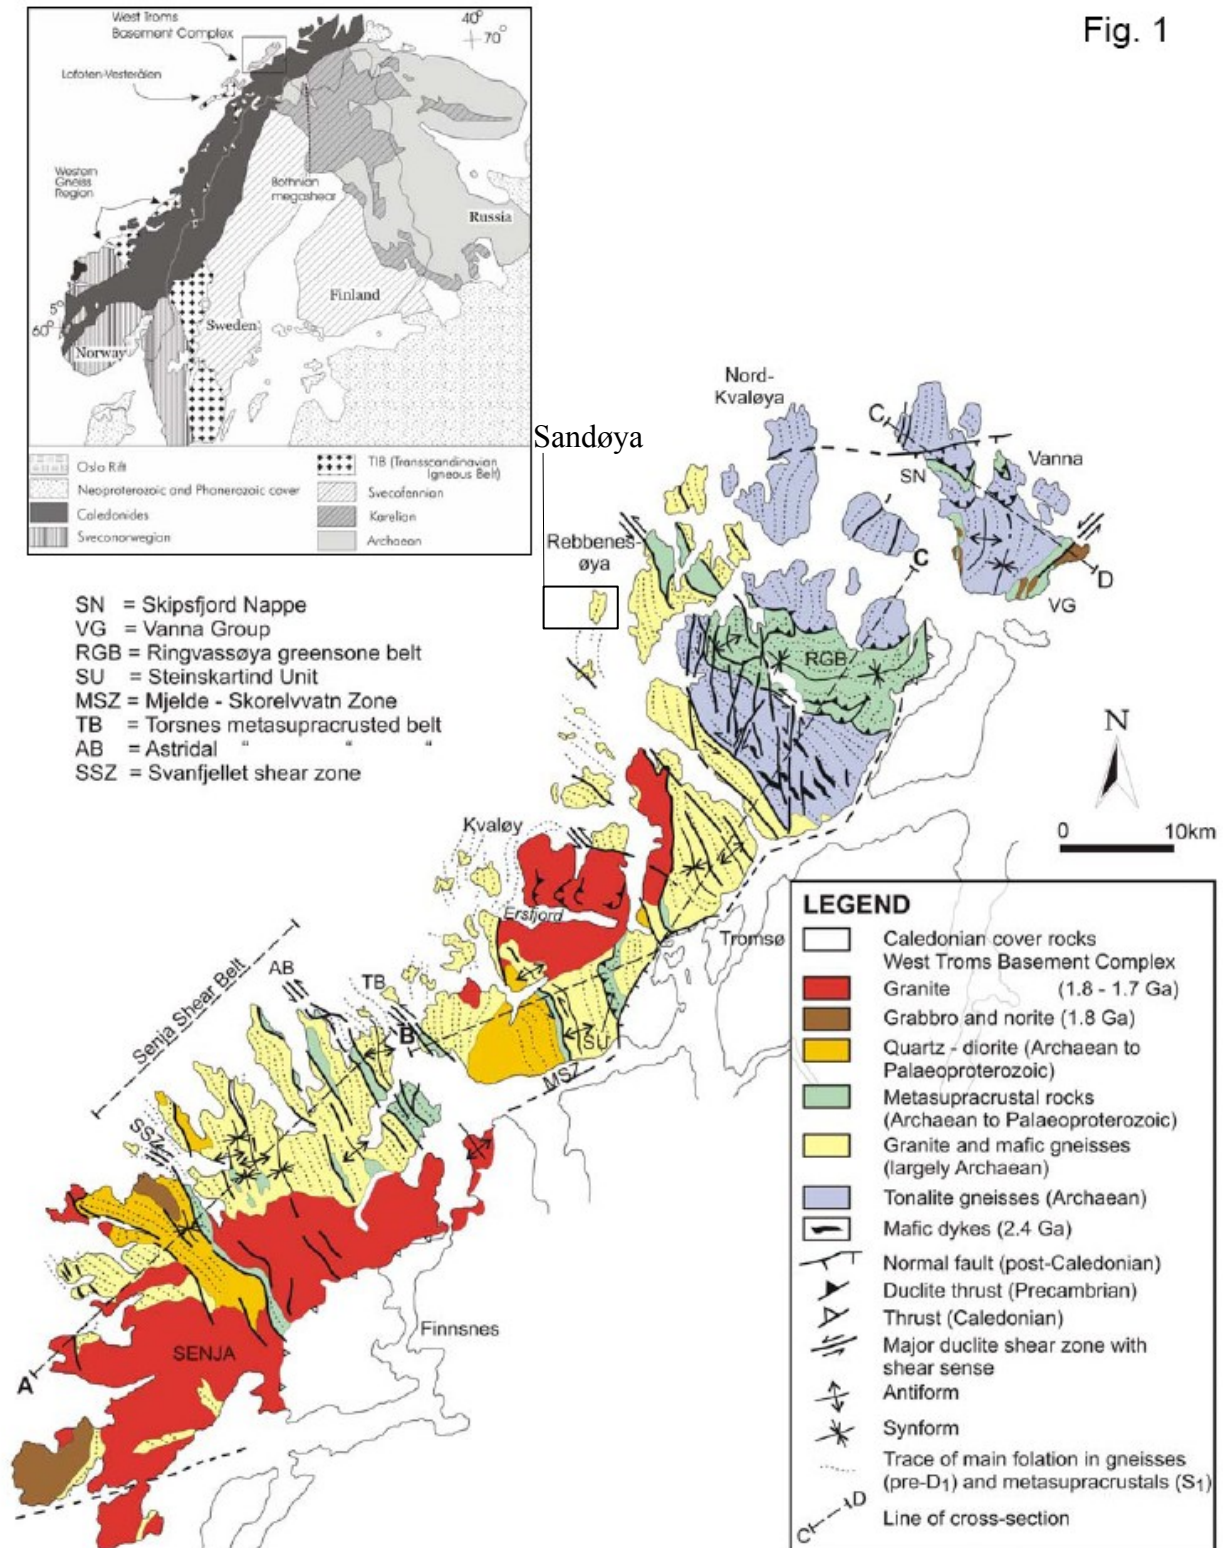 Fig. 1
West Troms
Basement Complex
40°
70°
Lofoten-Vesterålen
Western
Gneiss
Region
Bothnian
megashear
Russia
Finland
5°
60°
Sweden
Norway
Oslo Rift
Neoproterozoic and Phanerozoic cover
Caledonides
Sveconorwegian
TIB (Transscandinavian
Igneous Belt)
Svecofennian
Karelian
Archaean
SN = Skipsfjord Nappe
VG = Vanna Group
RGB = Ringvassøya greensone belt
SU = Steinskartind Unit
MSZ = Mjelde - Skorelvvatn Zone
TB = Torsnes metasupracrusted belt
AB = Astridal " " "
SSZ = Svanfjellet shear zone
Nord-
Kvaløya
Sandøya
C
SN
Vanna
Rebbenes-
øya
C
D
VG
RGB
N
0 10km
Kvaløy
Ersfjord
Tromsø
Senja Shear Belt
AB
TB
B
SU
MSZ
SSZ
Finnsnes
SENJA
A
LEGEND
Caledonian cover rocks
West Troms Basement Complex
Granite (1.8 - 1.7 Ga)
Grabbro and norite (1.8 Ga)
Quartz - diorite (Archaean to
Palaeoproterozoic)
Metasupracrustal rocks
(Archaean to Palaeoproterozoic)
Granite and mafic gneisses
(largely Archaean)
Tonalite gneisses (Archaean)
Mafic dykes (2.4 Ga)
Normal fault (post-Caledonian)
Duclite thrust (Precambrian)
Thrust (Caledonian)
Major duclite shear zone with
shear sense
Antiform
Synform
Trace of main folation in gneisses
(pre-D1) and metasupracrustals (S1)
C D
Line of cross-section